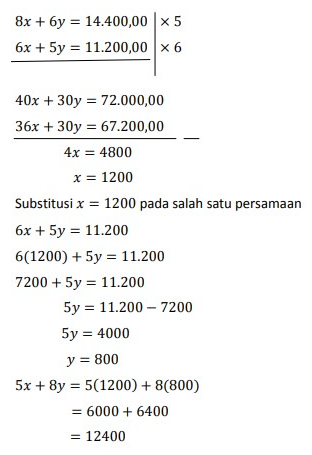 8x + 6y = 14.400,00 | × 5
6x + 5y = 11.200,00 | × 6
40x + 30y = 72.000,00
36x + 30y = 67.200,00 —
4x = 4800
x = 1200
Substitusi x = 1200 pada salah satu persamaan
6x + 5y = 11.200
6(1200) + 5y = 11.200
7200 + 5y = 11.200
5y = 11.200 − 7200
5y = 4000
y = 800
5x + 8y = 5(1200) + 8(800)
= 6000 + 6400
= 12400